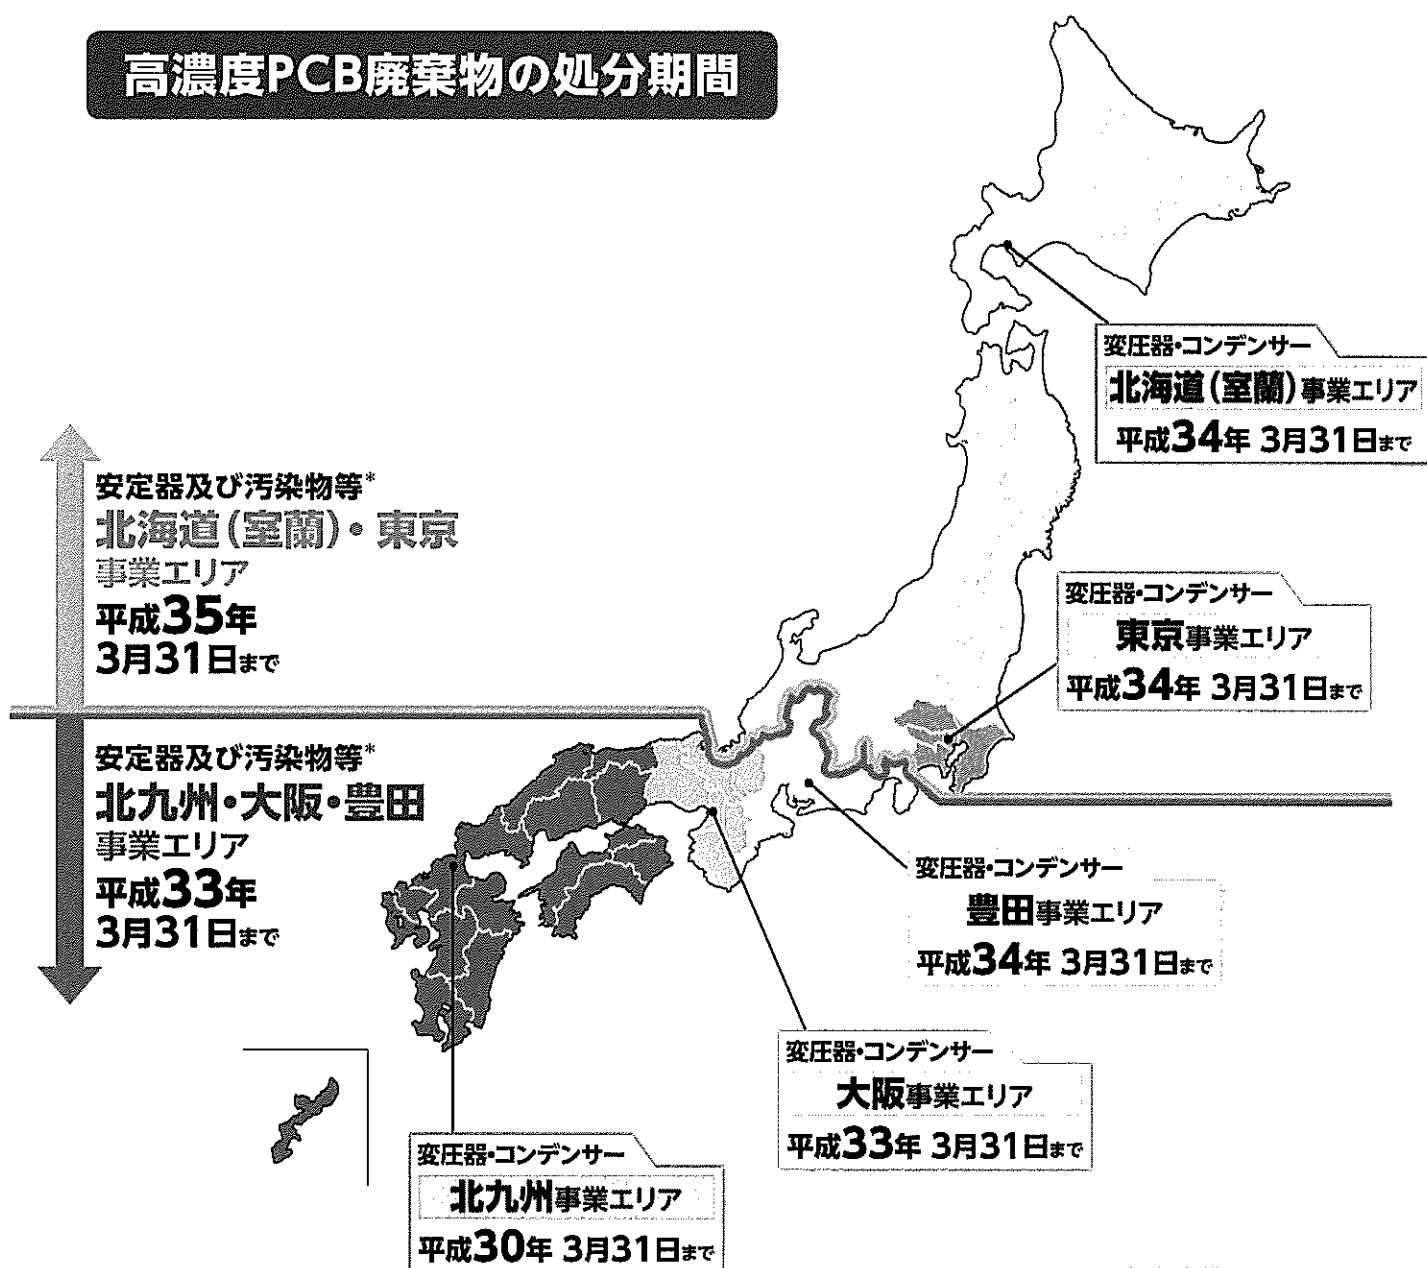 高濃度PCB廃棄物の処分期間
変圧器・コンデンサー
北海道(室蘭)事業エリア
平成34年 3月31日まで
安定器及び汚染物等*
北海道(室蘭)・東京
事業エリア
平成35年
3月31日まで
変圧器・コンデンサー
東京事業エリア
平成34年 3月31日まで
安定器及び汚染物等*
北九州・大阪・豊田
事業エリア
平成33年
3月31日まで
変圧器・コンデンサー
豊田事業エリア
平成34年 3月31日まで
変圧器・コンデンサー
大阪事業エリア
平成33年 3月31日まで
変圧器・コンデンサー
北九州事業エリア
平成30年 3月31日まで